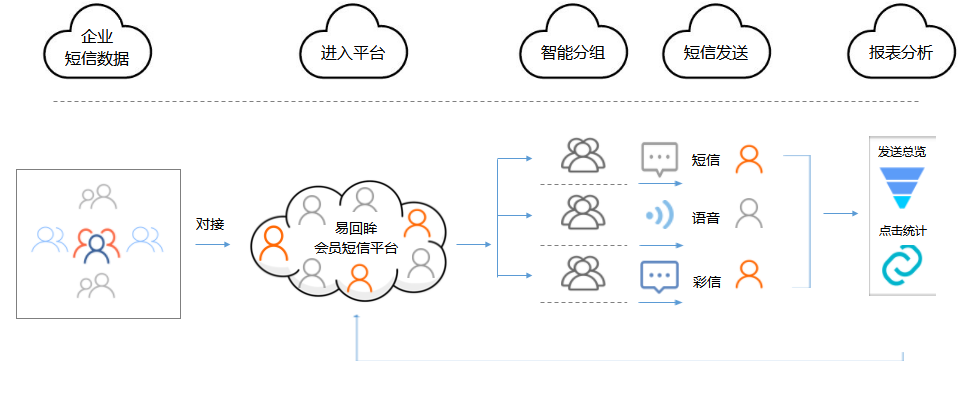 企业
短信数据
进入平台
智能分组
短信发送
报表分析
对接
易回眸
会员短信平台
短信
语音
彩信
发送总览
点击统计